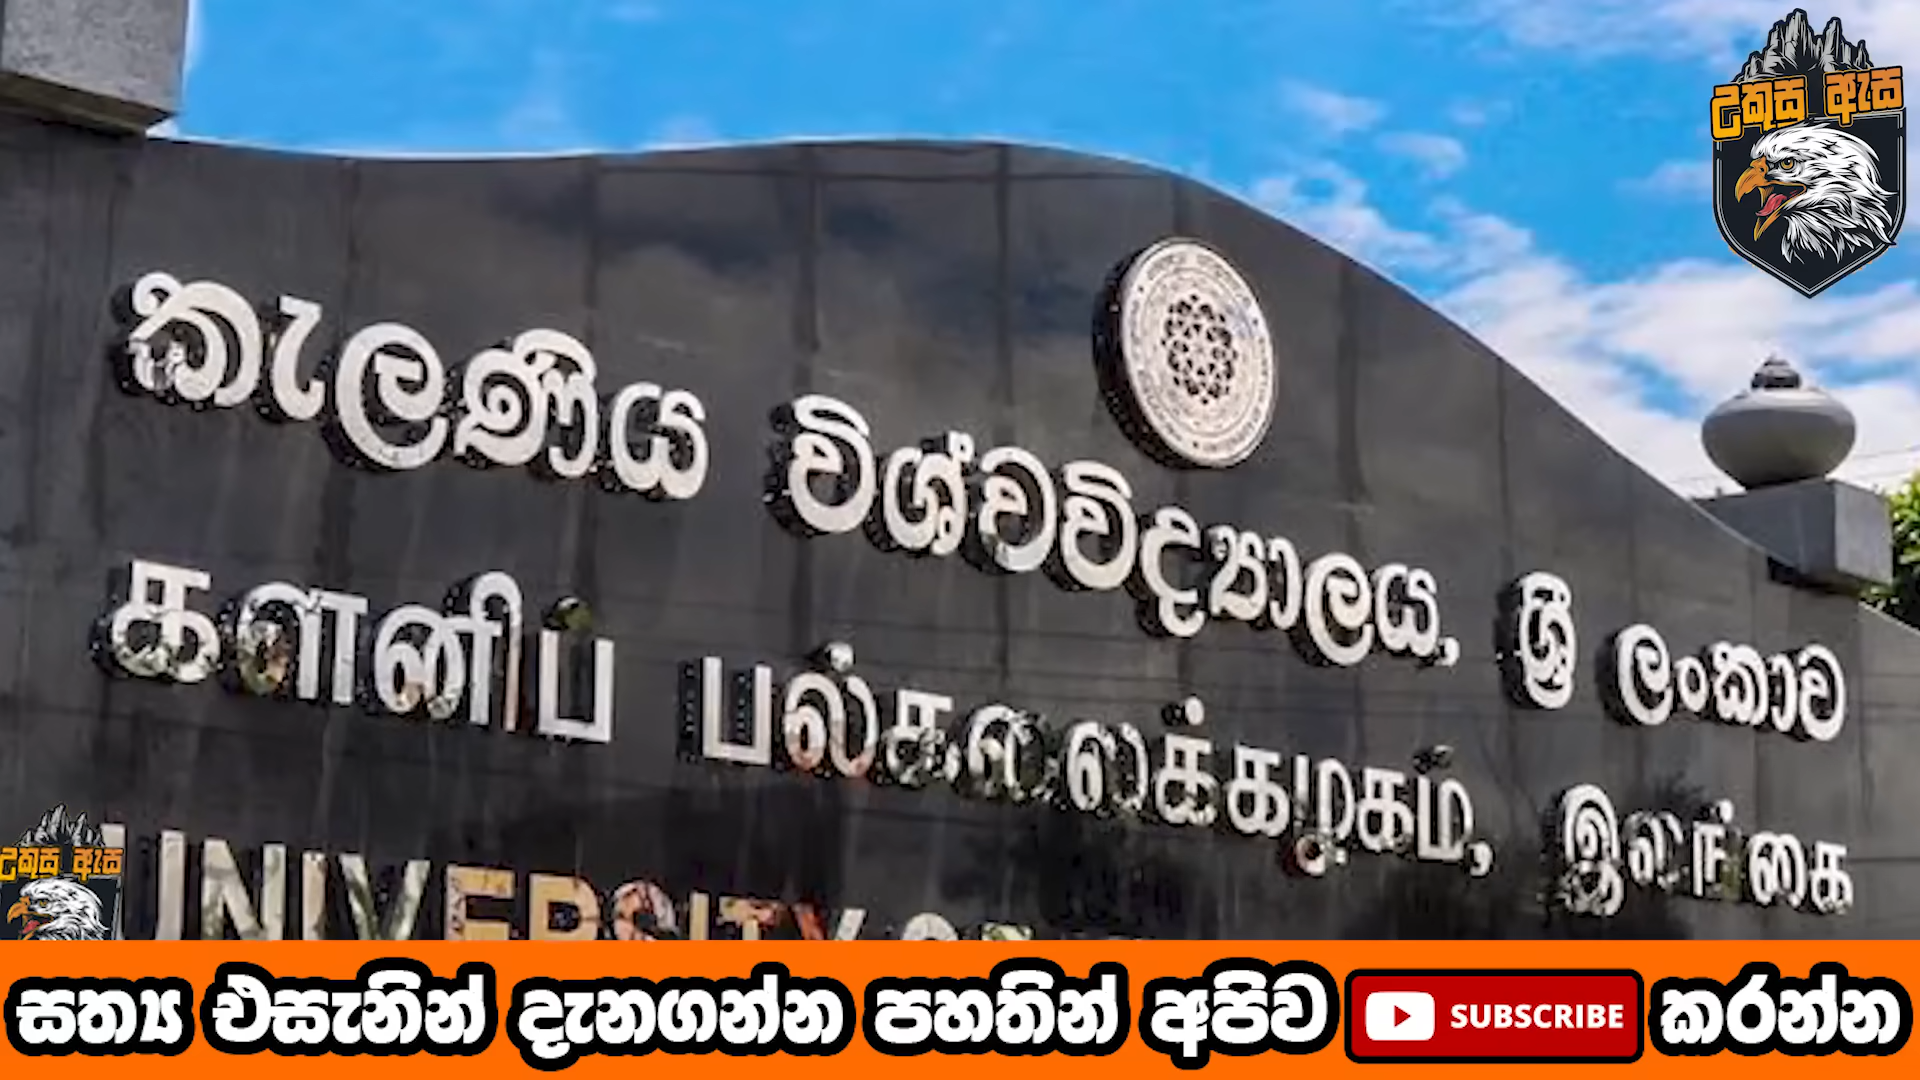 උකුසු ඇස
කැලණිය විශ්වවිද්‍යාලය, ශ්‍රී ලංකාව
களனிப் பல்கலைக்கழகம், இலங்கை
උකුසු ඇස
UNIVERSITY OF
සත්‍ය එසැනින් දැනගන්න පහතින් අපිව SUBSCRIBE කරන්න